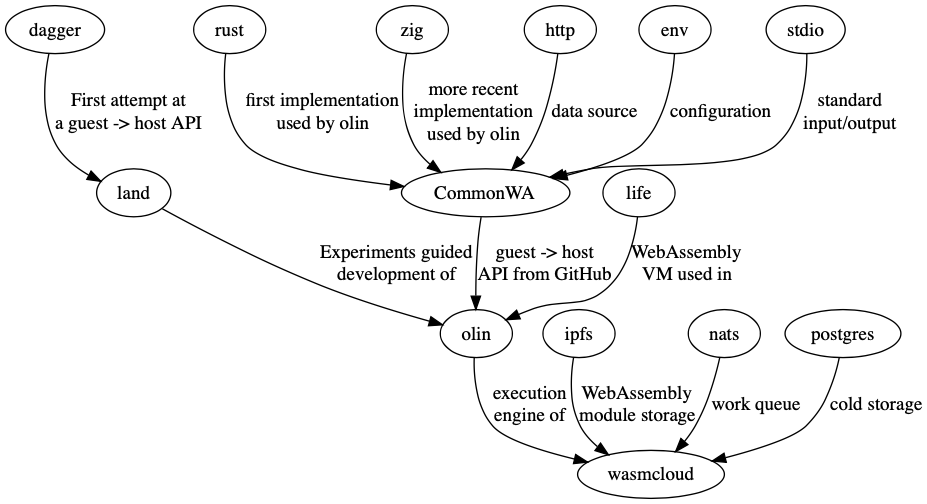 dagger
rust
zig
http
env
stdio
First attempt at
a guest -> host API
first implementation
used by olin
more recent
implementation
used by olin
data source
configuration
standard
input/output
land
CommonWA
life
Experiments guided
development of
guest -> host
API from GitHub
WebAssembly
VM used in
olin
ipfs
nats
postgres
execution
engine of
WebAssembly
module storage
work queue
cold storage
wasmcloud